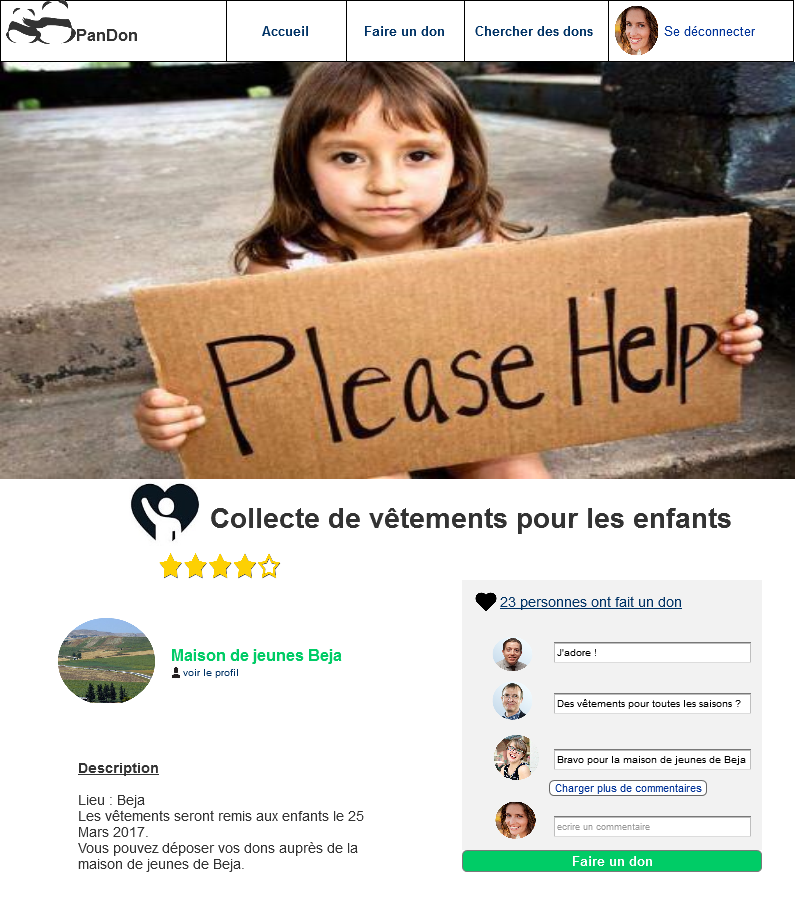 PanDon
Accueil
Faire un don
Chercher des dons
Se déconnecter
Please Help
Collecte de vêtements pour les enfants
23 personnes ont fait un don
J'adore !
Maison de jeunes Beja
voir le profil
Des vêtements pour toutes les saisons ?
Bravo pour la maison de jeunes de Beja
Charger plus de commentaires
ecrire un commentaire
Faire un don
Description
Lieu : Beja
Les vêtements seront remis aux enfants le 25
Mars 2017.
Vous pouvez déposer vos dons auprès de la
maison de jeunes de Beja.